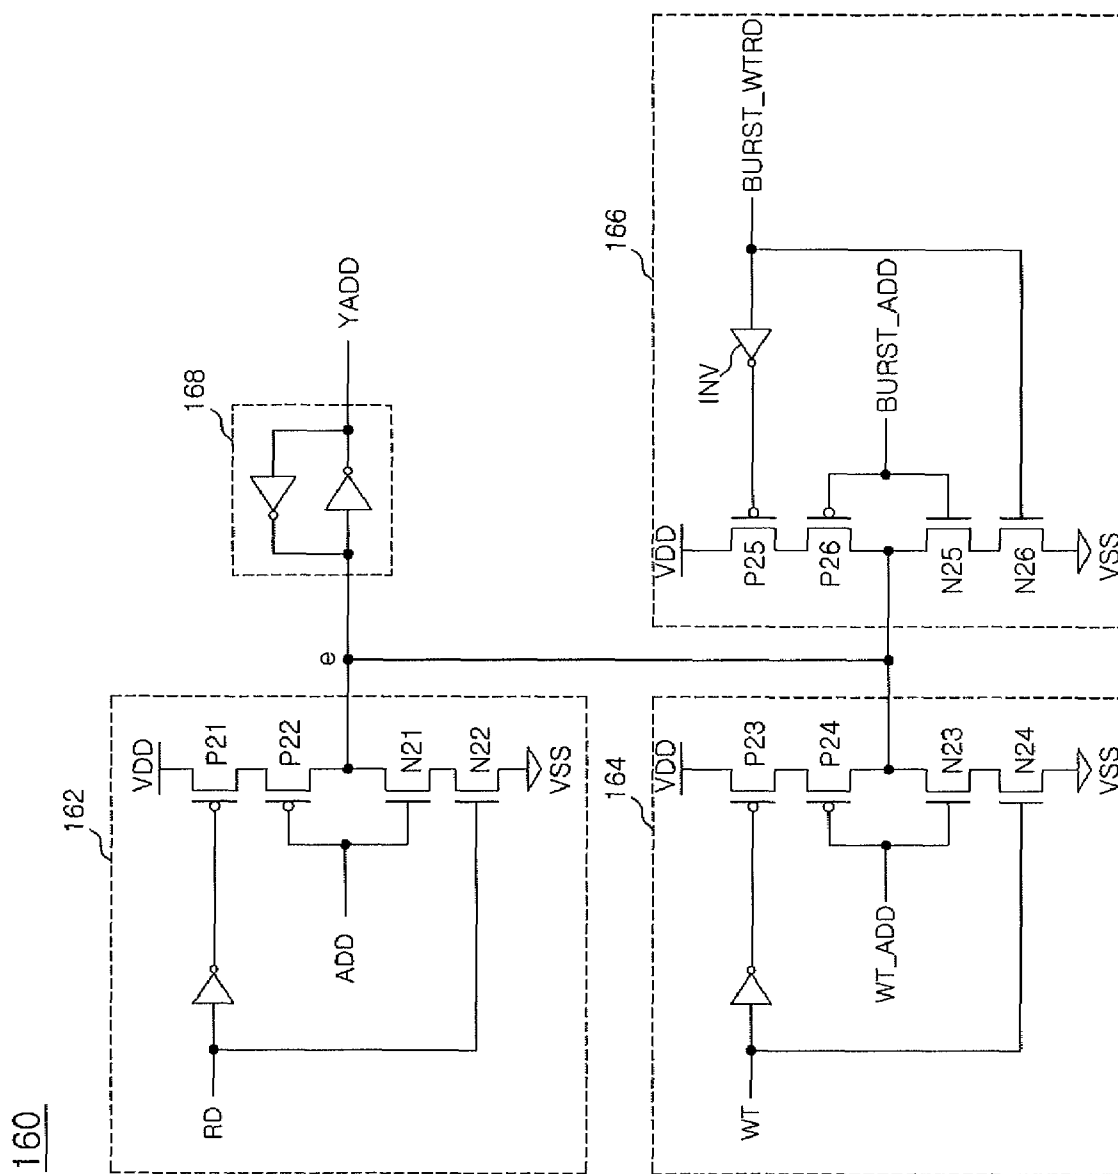 160
162
RD
ADD
VDD
P21
P22
N21
N22
VSS
e
168
YADD
164
WT
WT_ADD
VDD
P23
P24
N23
N24
VSS
166
BURST_WTRD
INV
BURST_ADD
VDD
P25
P26
N25
N26
VSS